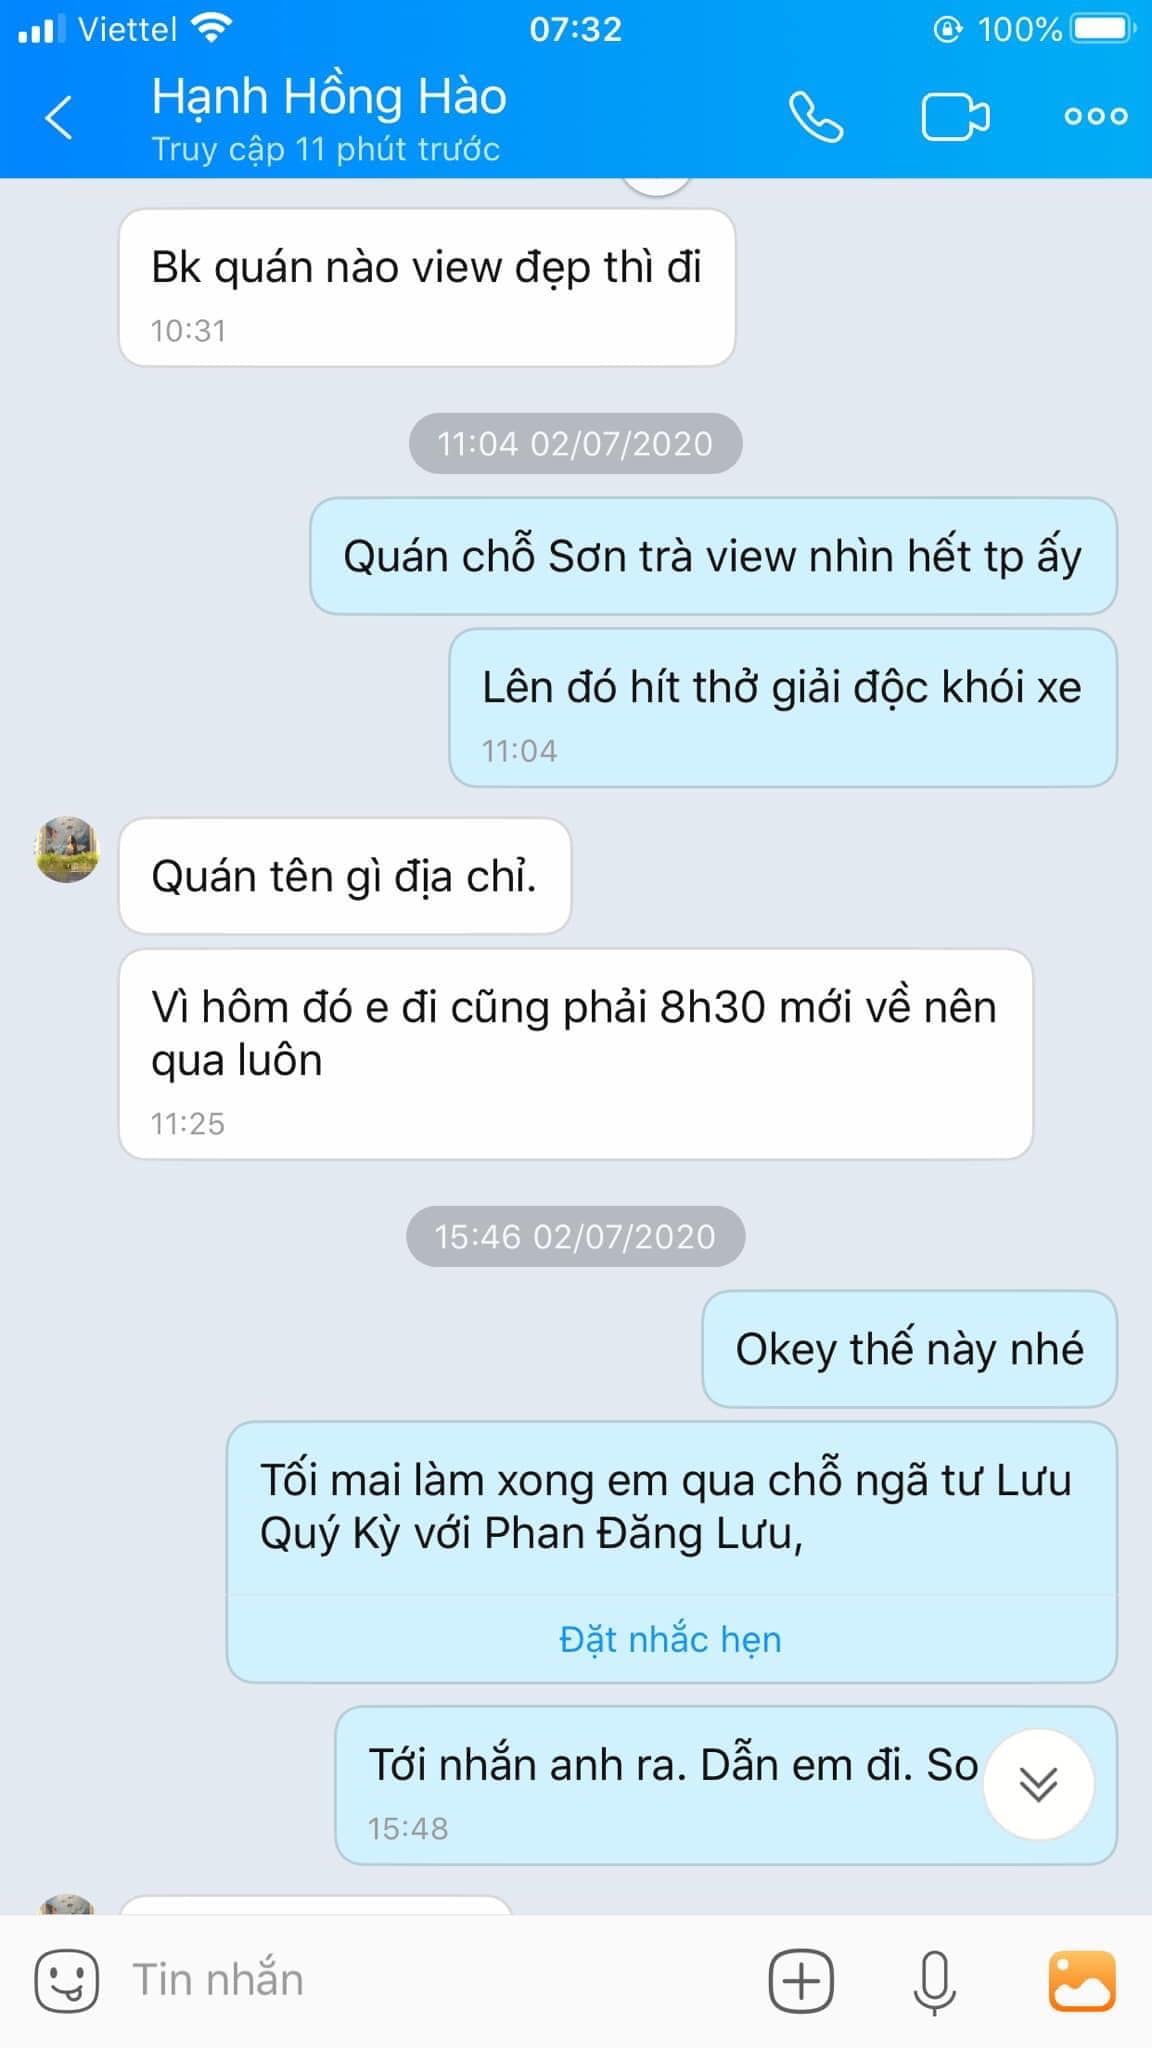 Viettel 07:32 100%
Hạnh Hồng Hào
Truy cập 11 phút trước
Bk quán nào view đẹp thì đi
10:31
11:04 02/07/2020
Quán chỗ Sơn trà view nhìn hết tp ấy
Lên đó hít thở giải độc khói xe
11:04
Quán tên gì địa chỉ.
Vì hôm đó e đi cũng phải 8h30 mới về nên
qua luôn
11:25
15:46 02/07/2020
Okey thế này nhé
Tối mai làm xong em qua chỗ ngã tư Lưu
Quý Kỳ với Phan Đăng Lưu,
Đặt nhắc hẹn
Tới nhắn anh ra. Dẫn em đi. So
15:48
Tin nhắn